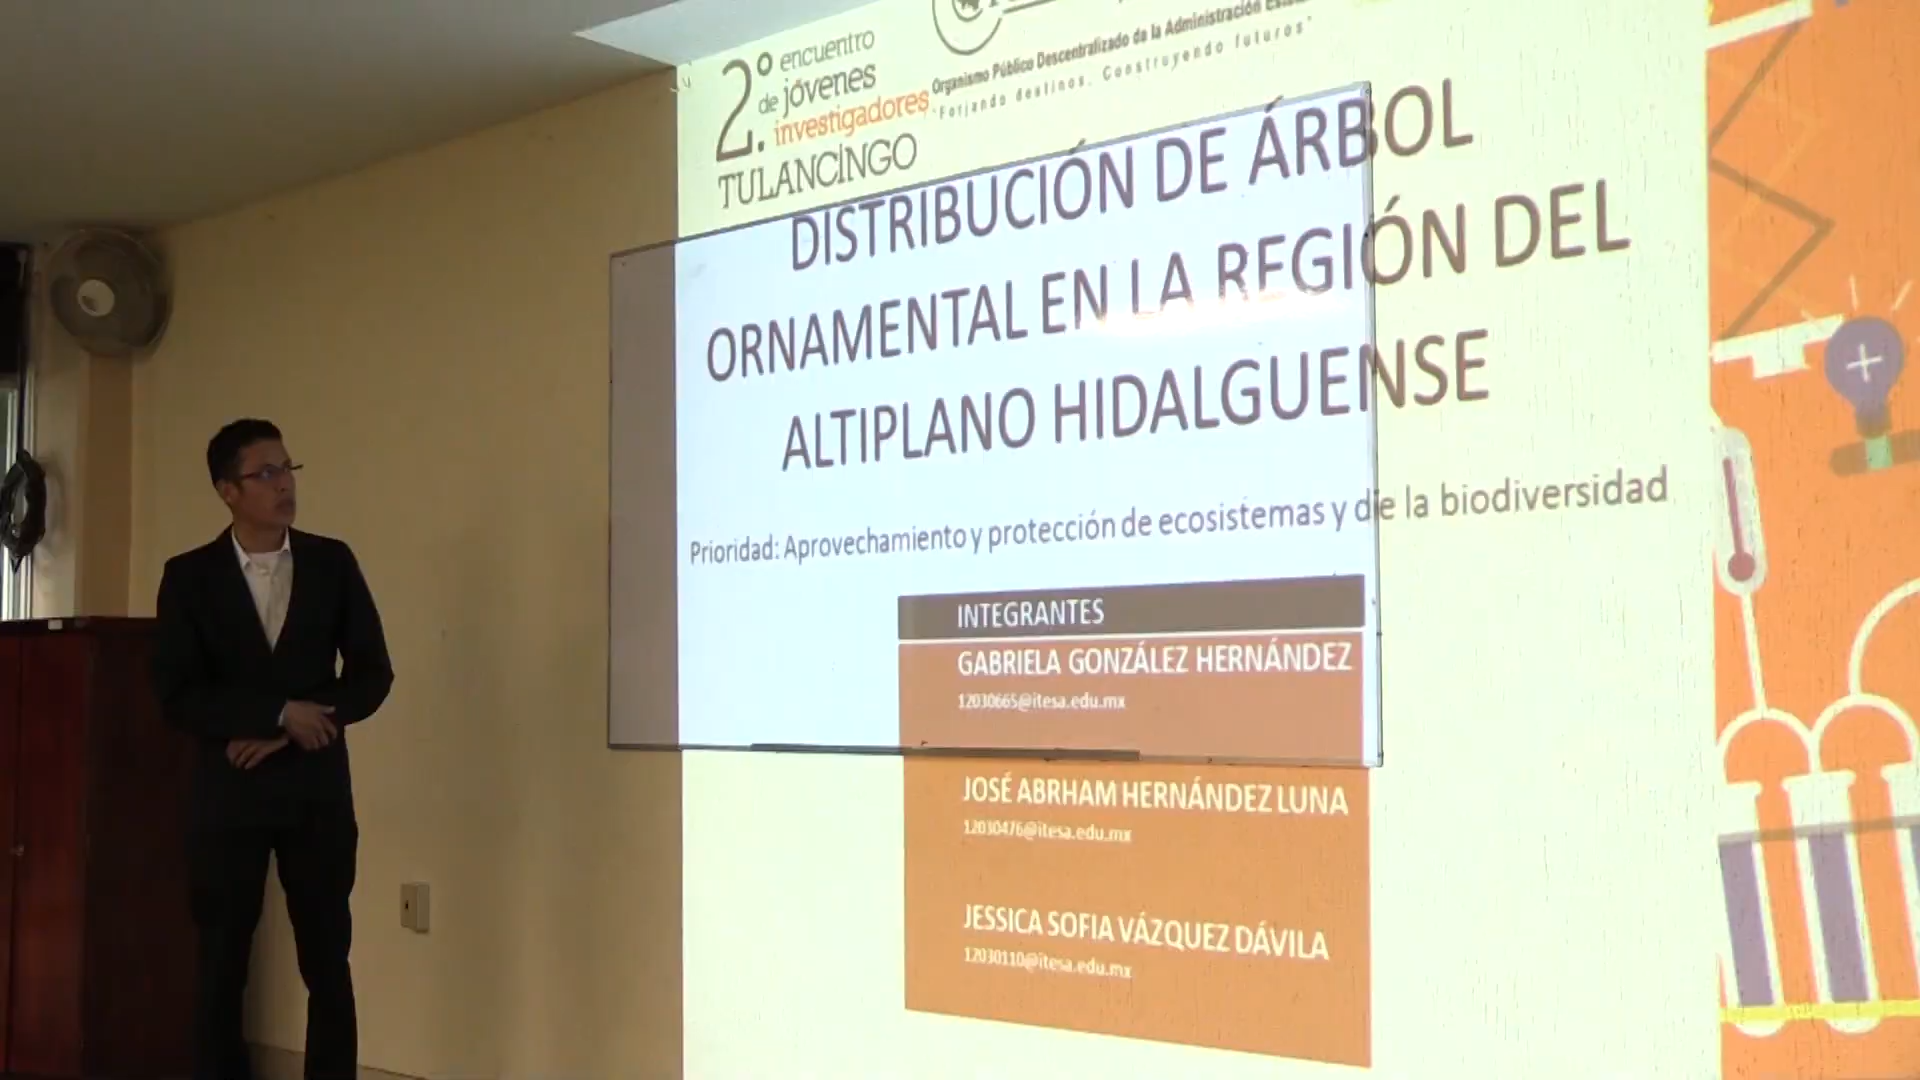 2.º encuentro
de jóvenes
investigadores
TULANCINGO
Organismo Público Descentralizado de la Administración
"Forjando destinos. Construyendo futuros"
DISTRIBUCIÓN DE ÁRBOL
ORNAMENTAL EN LA REGIÓN DEL
ALTIPLANO HIDALGUENSE
Prioridad: Aprovechamiento y protección de ecosistemas y de la biodiversidad
INTEGRANTES
GABRIELA GONZÁLEZ HERNÁNDEZ
12030665@itesa.edu.mx
JOSÉ ABRHAM HERNÁNDEZ LUNA
12030476@itesa.edu.mx
JESSICA SOFIA VÁZQUEZ DÁVILA
12030110@itesa.edu.mx